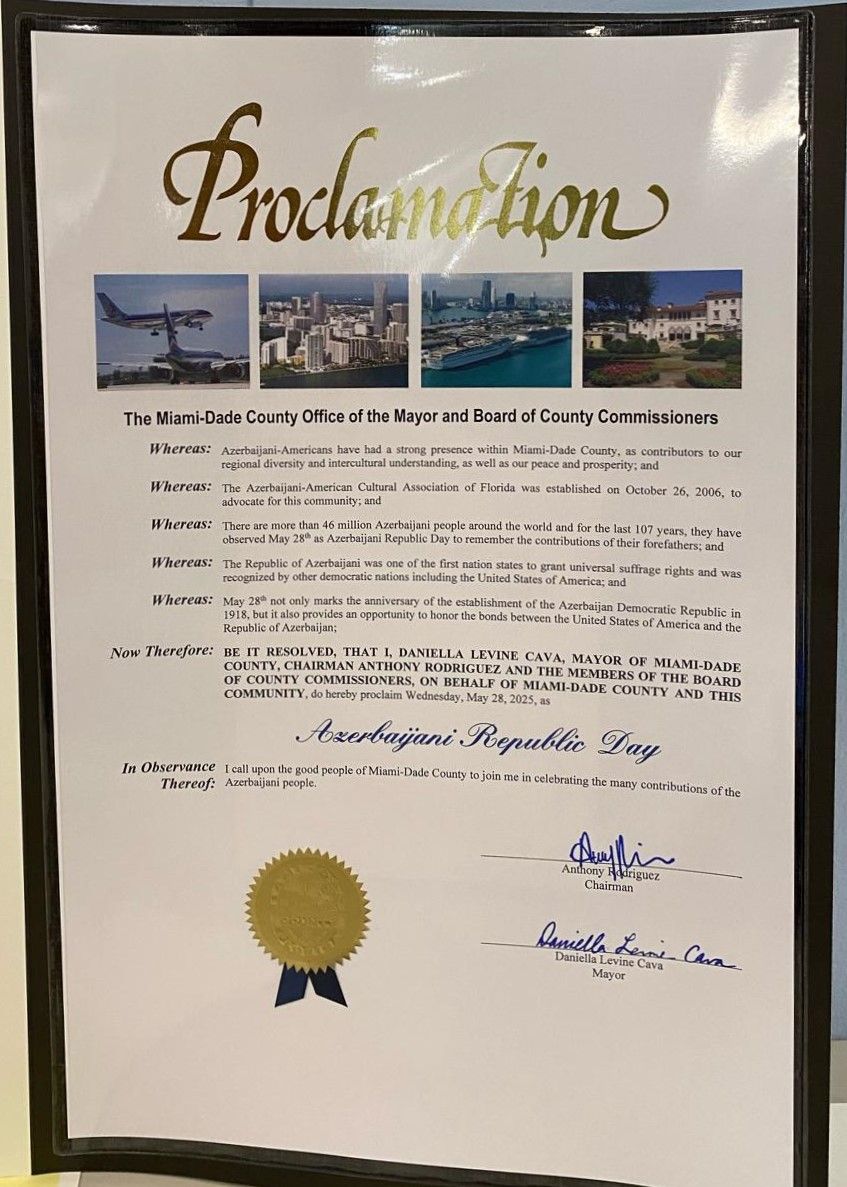 Proclamation
The Miami-Dade County Office of the Mayor and Board of County Commissioners
Whereas: Azerbaijani-Americans have had a strong presence within Miami-Dade County, as contributors to our
regional diversity and intercultural understanding, as well as our peace and prosperity; and
Whereas: The Azerbaijani-American Cultural Association of Florida was established on October 26, 2006, to
advocate for this community; and
Whereas: There are more than 46 million Azerbaijani people around the world and for the last 107 years, they have
observed May 28th as Azerbaijani Republic Day to remember the contributions of their forefathers; and
Whereas: The Republic of Azerbaijani was one of the first nation states to grant universal suffrage rights and was
recognized by other democratic nations including the United States of America; and
Whereas: May 28th not only marks the anniversary of the establishment of the Azerbaijan Democratic Republic in
1918, but it also provides an opportunity to honor the bonds between the United States of America and the
Republic of Azerbaijan;
Now Therefore: BE IT RESOLVED, THAT I, DANIELLA LEVINE CAVA, MAYOR OF MIAMI-DADE
COUNTY, CHAIRMAN ANTHONY RODRIGUEZ AND THE MEMBERS OF THE BOARD
OF COUNTY COMMISSIONERS, ON BEHALF OF MIAMI-DADE COUNTY AND THIS
COMMUNITY, do hereby proclaim Wednesday, May 28, 2025, as
Azerbaijani Republic Day
In Observance Thereof: I call upon the good people of Miami-Dade County to join me in celebrating the many contributions of the
Azerbaijani people.
Anthony Rodriguez
Chairman
Daniella Levine Cava
Daniella Levine Cava
Mayor